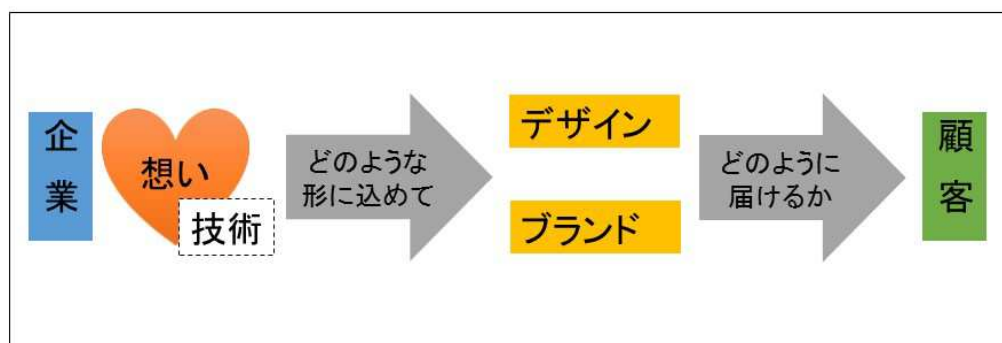 企業
想い
技術
どのような
形に込めて
デザイン
ブランド
どのように
届けるか
顧客